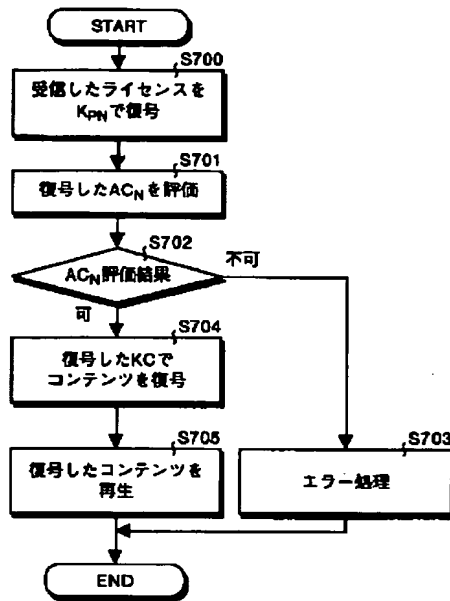 START
S700
受信したライセンスを
KPNで復号
S701
復号したACNを評価
S702
ACN評価結果
不可
可
S704
復号したKCで
コンテンツを復号
S705
復号したコンテンツを
再生
S703
エラー処理
END